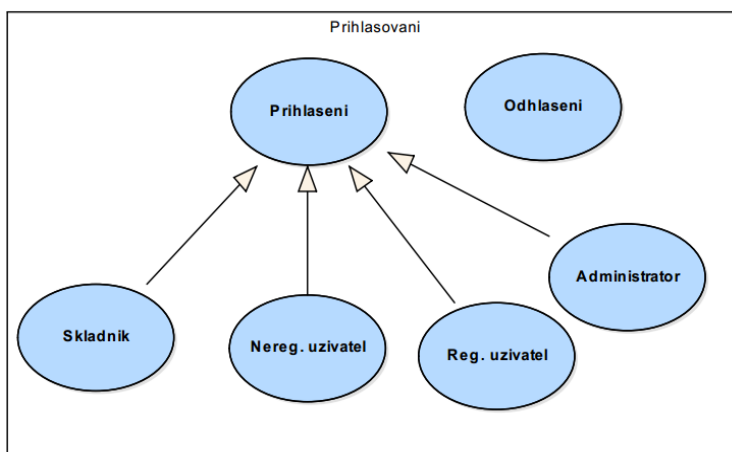 Prihlasovani
Prihlaseni
Odhlaseni
Administrator
Skladnik
Nereg. uzivatel
Reg. uzivatel